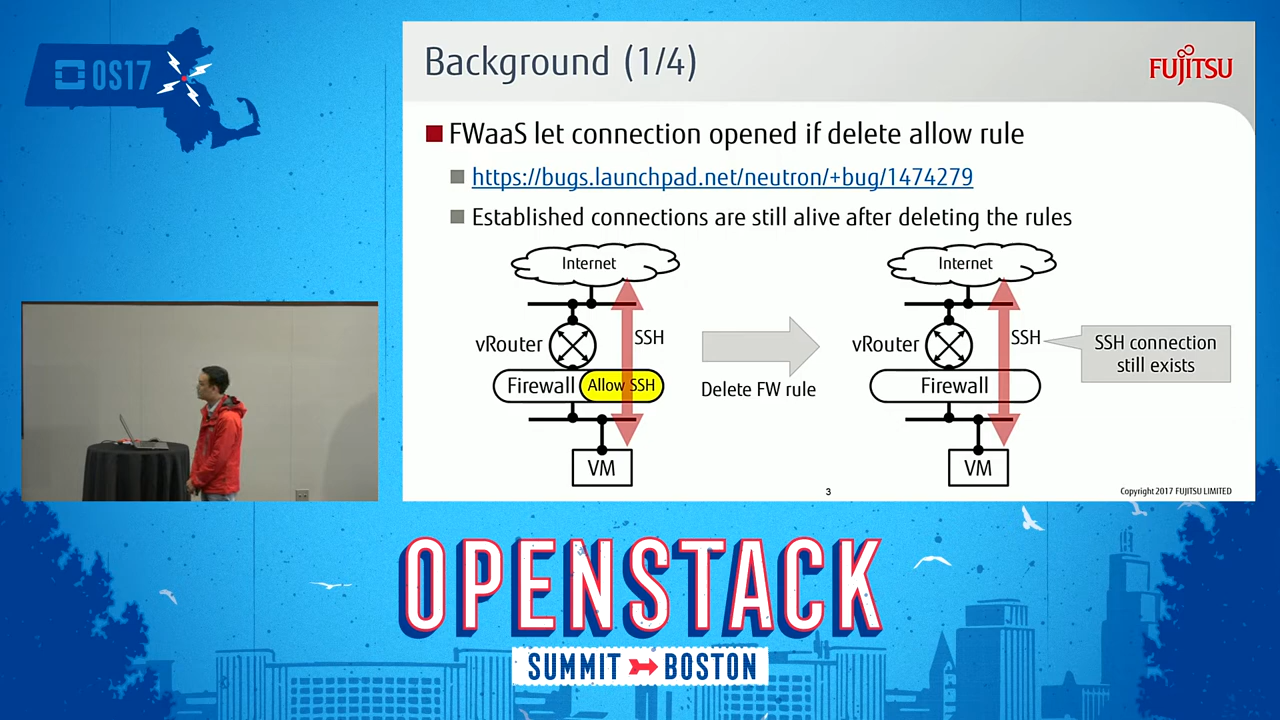 OS17
Background (1/4)
FUJITSU
FWaaS let connection opened if delete allow rule
https://bugs.launchpad.net/neutron/+bug/1474279
Established connections are still alive after deleting the rules
Internet
vRouter
SSH
Firewall
Allow SSH
VM
Delete FW rule
Internet
vRouter
SSH
Firewall
VM
SSH connection
still exists
3
Copyright 2017 FUJITSU LIMITED
OPENSTACK
SUMMIT BOSTON